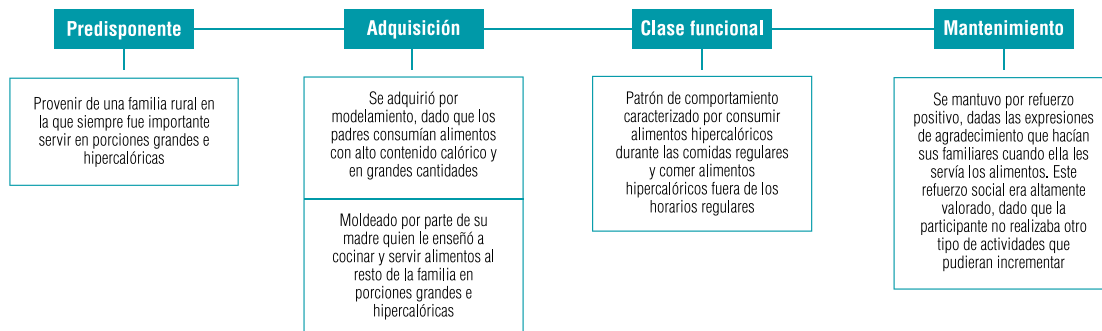 Predisponente
Provenir de una familia rural en
la que siempre fue importante
servir en porciones grandes e
hipercalóricas
Adquisición
Se adquirió por
modelamiento, dado que los
padres consumían alimentos
con alto contenido calórico y
en grandes cantidades
Moldeado por parte de su
madre quien le enseñó a
cocinar y servir alimentos al
resto de la familia en
porciones grandes e
hipercalóricas
Clase funcional
Patrón de comportamiento
caracterizado por consumir
alimentos hipercalóricos
durante las comidas regulares
y comer alimentos
hipercalóricos fuera de los
horarios regulares
Mantenimiento
Se mantuvo por refuerzo
positivo, dadas las expresiones
de agradecimiento que hacían
sus familiares cuando ella les
servía los alimentos. Este
refuerzo social era altamente
valorado, dado que la
participante no realizaba otro
tipo de actividades que
pudieran incrementar